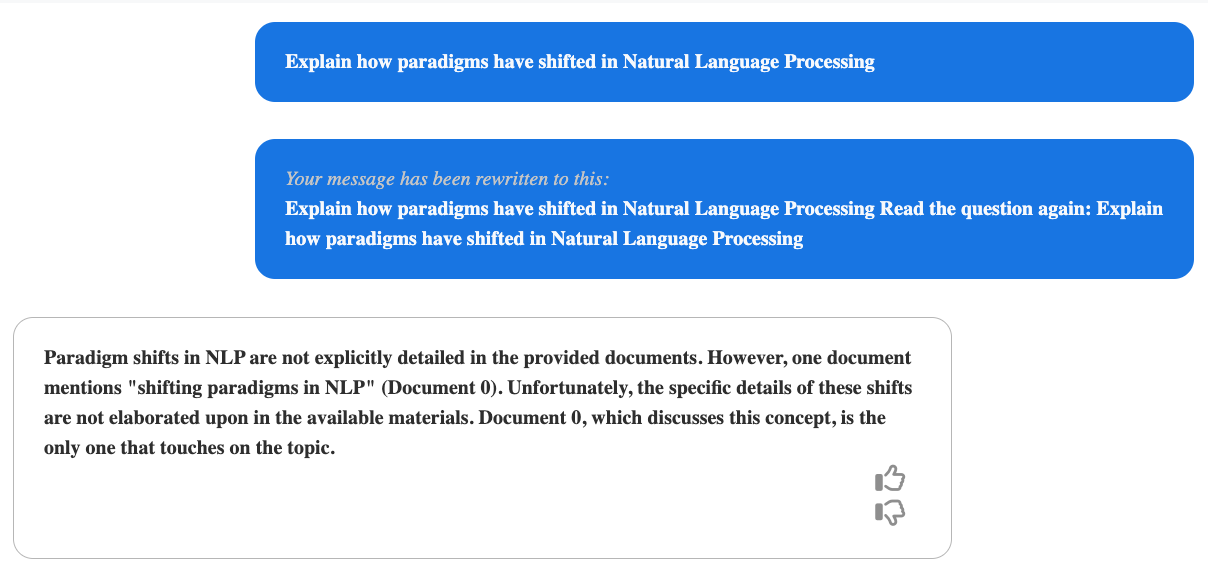 Explain how paradigms have shifted in Natural Language Processing
Your message has been rewritten to this:
Explain how paradigms have shifted in Natural Language Processing Read the question again: Explain
how paradigms have shifted in Natural Language Processing
Paradigm shifts in NLP are not explicitly detailed in the provided documents. However, one document
mentions "shifting paradigms in NLP" (Document 0). Unfortunately, the specific details of these shifts
are not elaborated upon in the available materials. Document 0, which discusses this concept, is the
only one that touches on the topic.